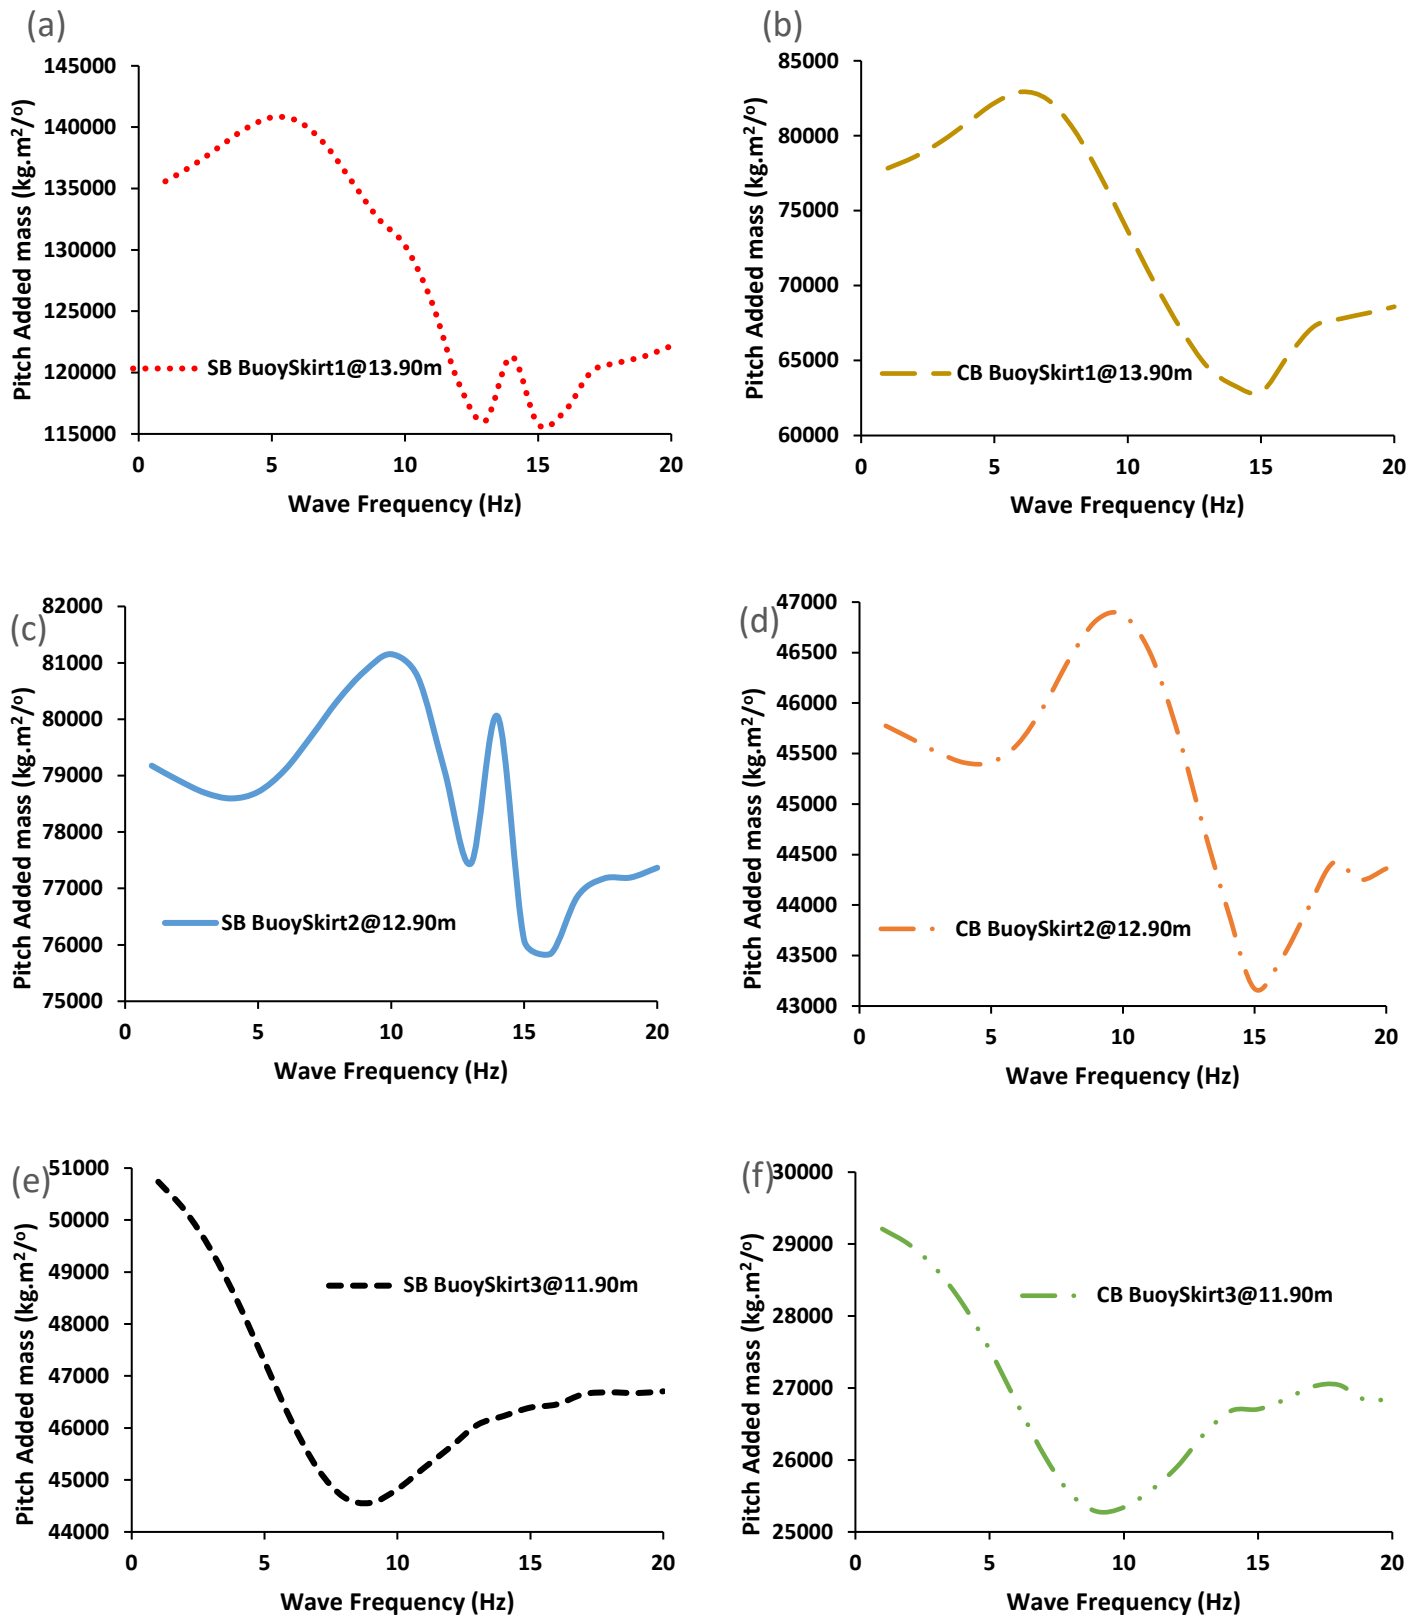 (a)
145000
140000
135000
130000
125000
120000
115000
Pitch Added mass (kg.m²/º)
SB BuoySkirt1@13.90m
0 5 10 15 20
Wave Frequency (Hz)
(b)
85000
80000
75000
70000
65000
60000
Pitch Added mass (kg.m²/º)
CB BuoySkirt1@13.90m
0 5 10 15 20
Wave Frequency (Hz)
(c)
82000
81000
80000
79000
78000
77000
76000
75000
Pitch Added mass (kg.m²/º)
SB BuoySkirt2@12.90m
0 5 10 15 20
Wave Frequency (Hz)
(d)
47000
46500
46000
45500
45000
44500
44000
43500
43000
Pitch Added mass (kg.m²/º)
CB BuoySkirt2@12.90m
0 5 10 15 20
Wave Frequency (Hz)
(e)
51000
50000
49000
48000
47000
46000
45000
44000
Pitch Added mass (kg.m²/º)
SB BuoySkirt3@11.90m
0 5 10 15 20
Wave Frequency (Hz)
(f)
30000
29000
28000
27000
26000
25000
Pitch Added mass (kg.m²/º)
CB BuoySkirt3@11.90m
0 5 10 15 20
Wave Frequency (Hz)